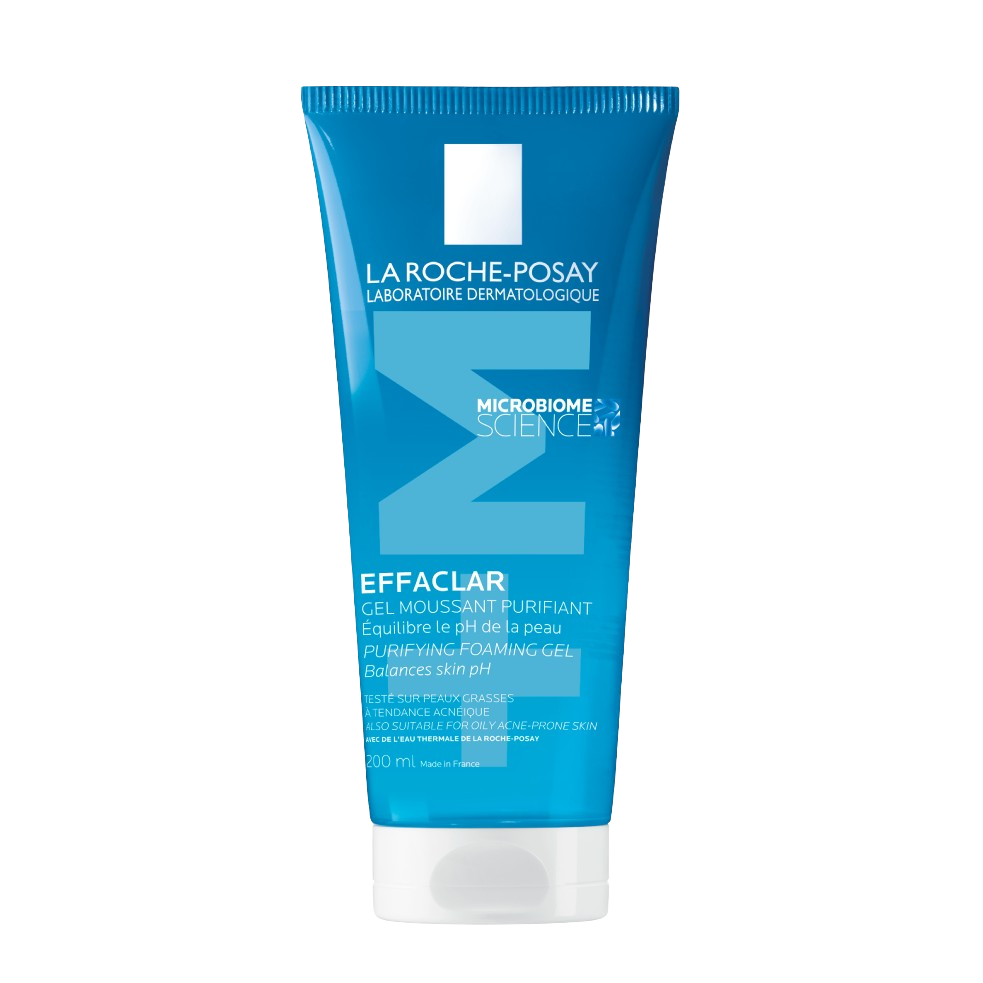 LA ROCHE-POSAY
LABORATOIRE DERMATOLOGIQUE
MICROBIOME
SCIENCE
EFFACLAR
GEL MOUSSANT PURIFIANT
Équilibre le pH de la peau
PURIFYING FOAMING GEL
Balances skin pH
TESTÉ SUR PEAUX GRASSES
À TENDANCE ACNÉIQUE
ALSO SUITABLE FOR OILY ACNE-PRONE SKIN
AVEC DE L'EAU THERMALE DE LA ROCHE-POSAY
200 ml Made in France